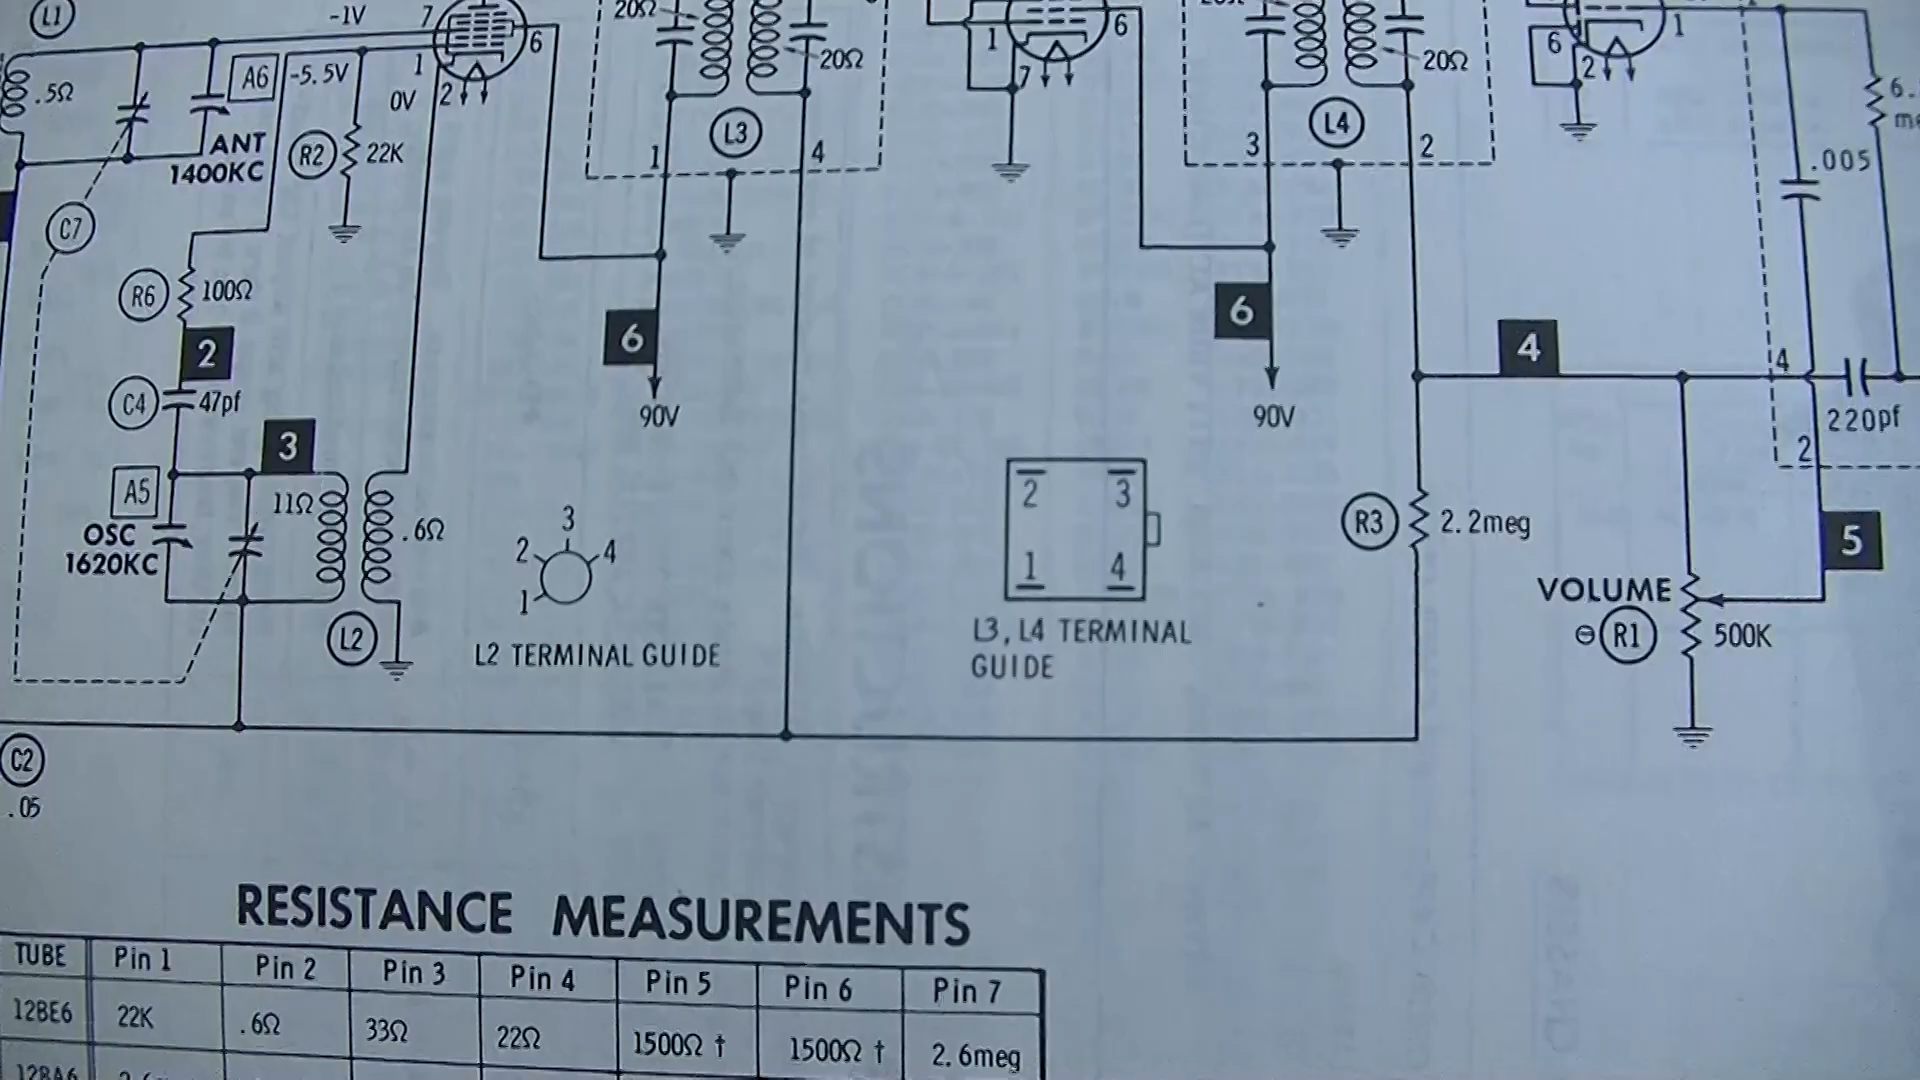 L1
-1V
7
6
20Ω
20Ω
1
6
7
20Ω
6
1
2
.5Ω
A6
-5.5V
1
0V
2
ANT
1400KC
R2
22K
1
L3
4
3
L4
2
.005
C7
R6
100Ω
2
6
90V
6
90V
4
4
220pf
2
C4
47pf
3
A5
OSC
1620KC
11Ω
.6Ω
L2
2
3
4
1
L2 TERMINAL GUIDE
2
3
1
4
L3, L4 TERMINAL
GUIDE
R3
2.2meg
5
VOLUME
R1
500K
C2
.05
RESISTANCE MEASUREMENTS
TUBE Pin 1 Pin 2 Pin 3 Pin 4 Pin 5 Pin 6 Pin 7
12BE6 22K .6Ω 33Ω 22Ω 1500Ω † 1500Ω † 2.6meg
12BA6